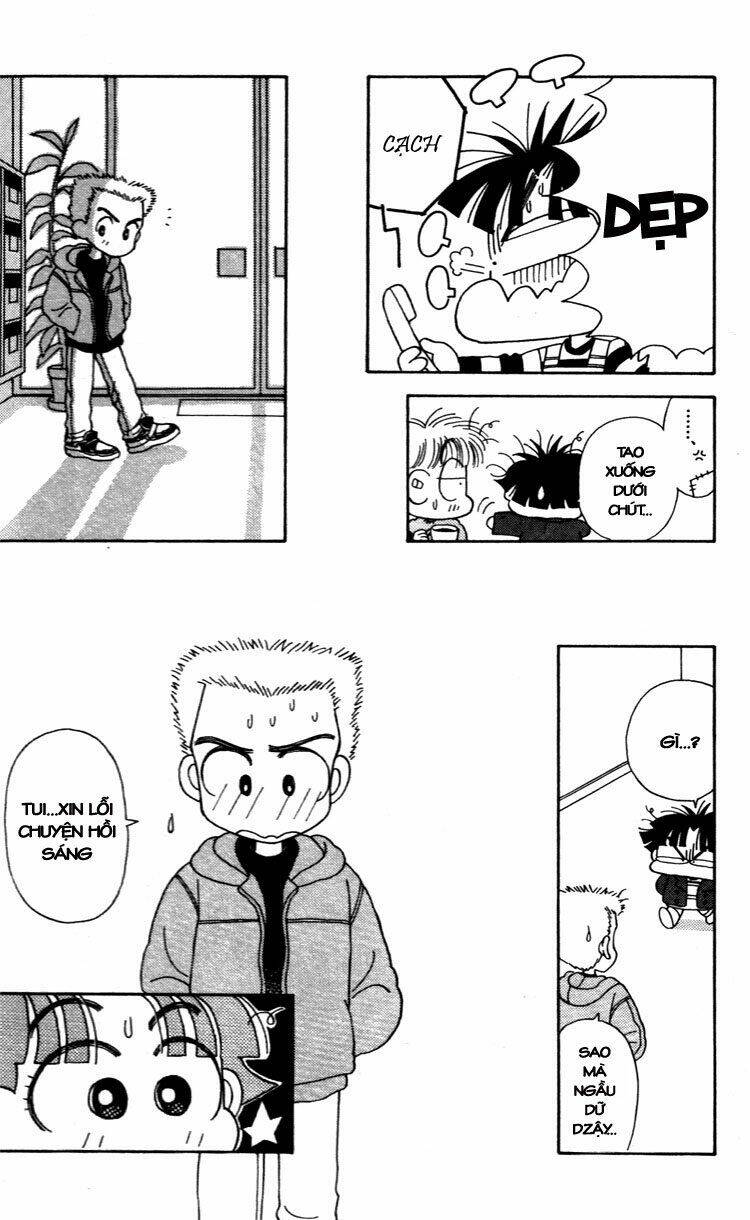 CẠCH
DẸP
TAO
XUỐNG
DƯỚI
CHÚT...
GÌ...?
SAO
MÀ
NGẦU
DỮ
DZẬY..
TUI...XIN LỖI
CHUYỆN HỒI
SÁNG